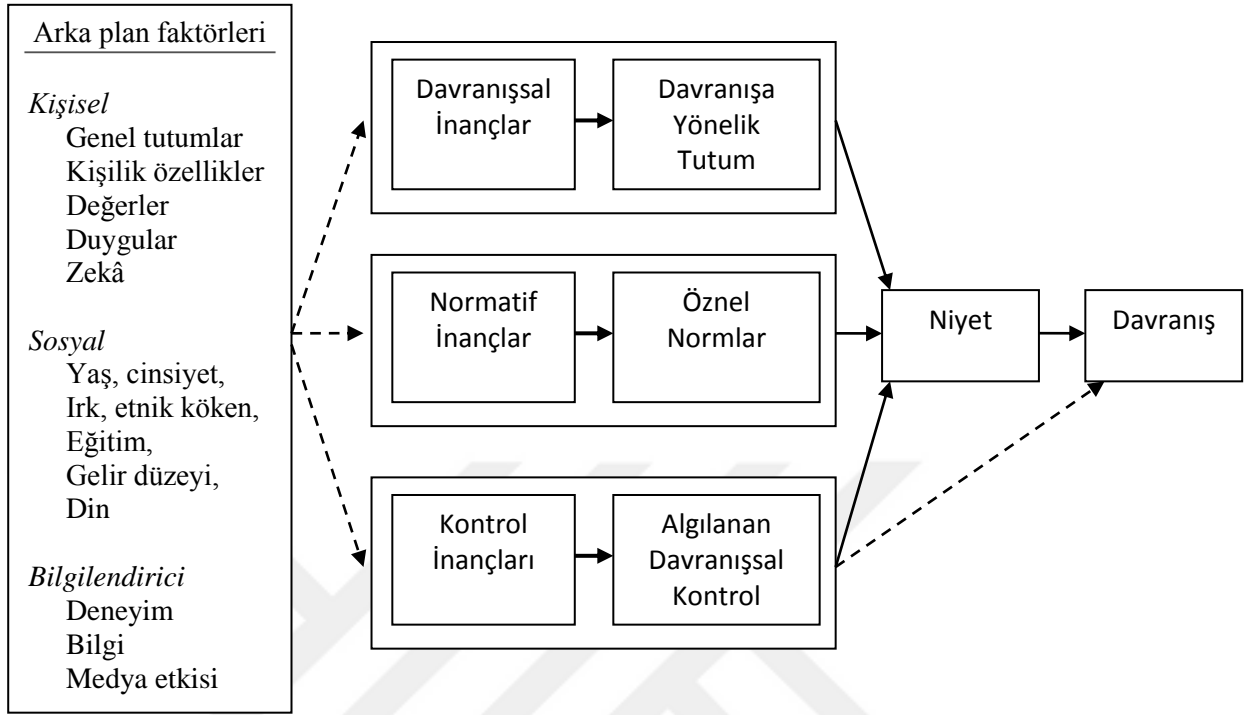 Arka plan faktörleri
Kişisel
Genel tutumlar
Kişilik özellikler
Değerler
Duygular
Zekâ
Sosyal
Yaş, cinsiyet,
Irk, etnik köken,
Eğitim,
Gelir düzeyi,
Din
Bilgilendirici
Deneyim
Bilgi
Medya etkisi
Davranışsal
İnançlar
Davranışa
Yönelik
Tutum
Normatif
İnançlar
Öznel
Normlar
Kontrol
İnançları
Algılanan
Davranışsal
Kontrol
Niyet
Davranış